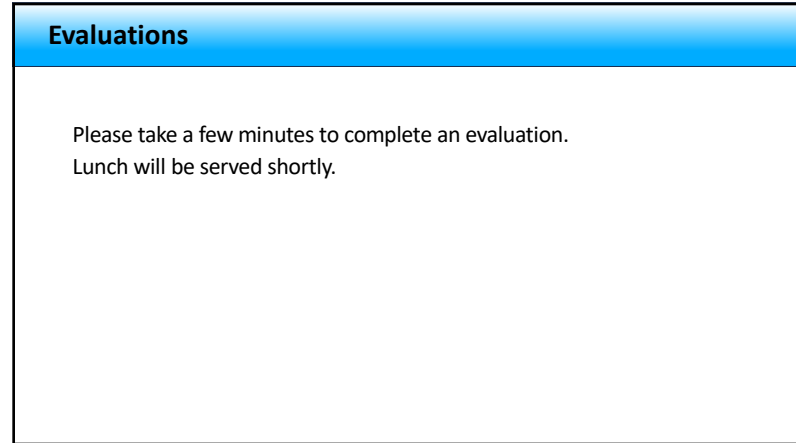 Evaluations
Please take a few minutes to complete an evaluation.
Lunch will be served shortly.